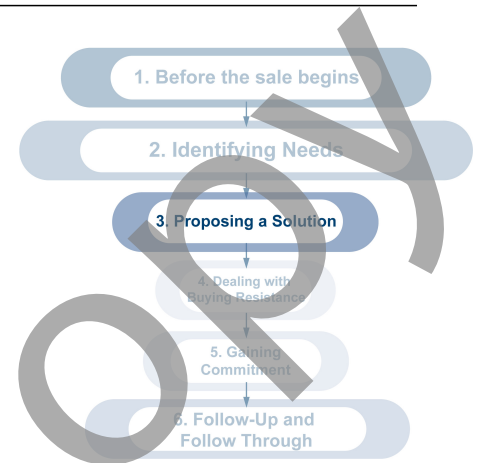 1. Before the sale begins
2. Identifying Needs
3. Proposing a Solution
4. Dealing with
Buying Resistance
5. Gaining
Commitment
6. Follow-Up and
Follow Through
opy